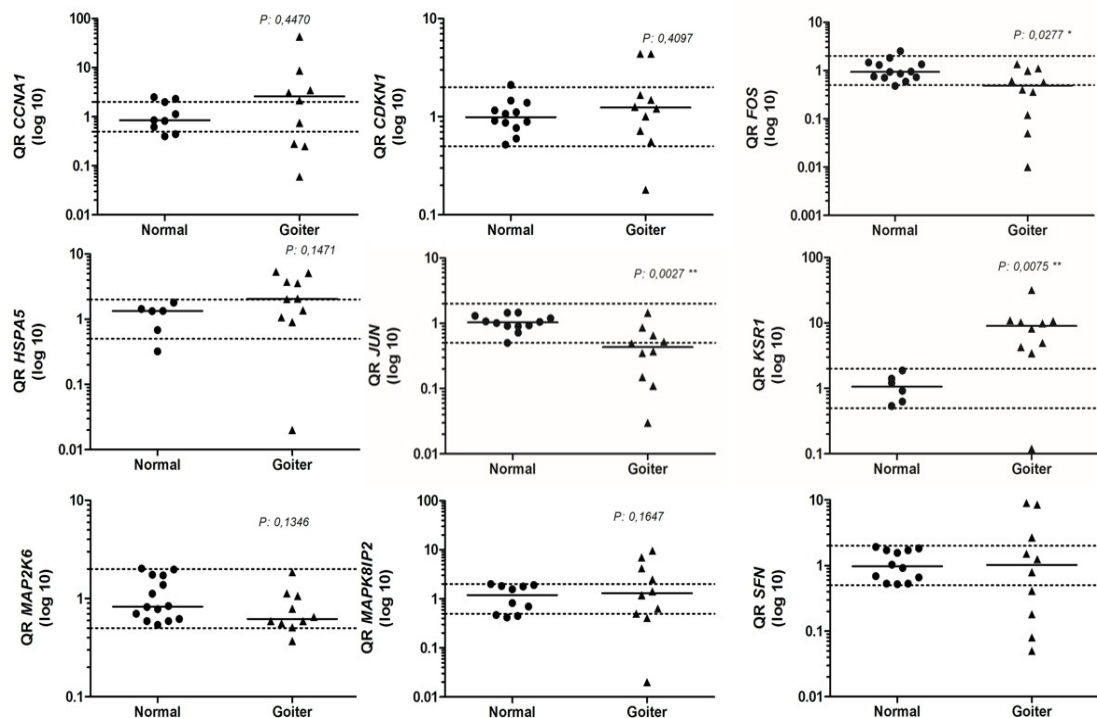 QR CCNA1
(log 10)
100
10
1
0.1
0.01
P: 0,4470
Normal
Goiter
QR CDKN1
(log 10)
10
1
0.1
P: 0,4097
Normal
Goiter
QR FOS
(log 10)
100
10
1
0.1
0.01
0.001
P: 0,0277 *
Normal
Goiter
QR HSPA5
(log 10)
10
1
0.1
0.01
P: 0,1471
Normal
Goiter
QR JUN
(log 10)
10
1
0.1
0.01
P: 0,0027 **
Normal
Goiter
QR KSR1
(log 10)
100
10
1
0.1
P: 0,0075 **
Normal
Goiter
QR MAP2K6
(log 10)
10
1
0.1
P: 0,1346
Normal
Goiter
QR MAPK8IP2
(log 10)
100
10
1
0.1
0.01
P: 0,1647
Normal
Goiter
QR SFN
(log 10)
10
1
0.1
0.01
Normal
Goiter